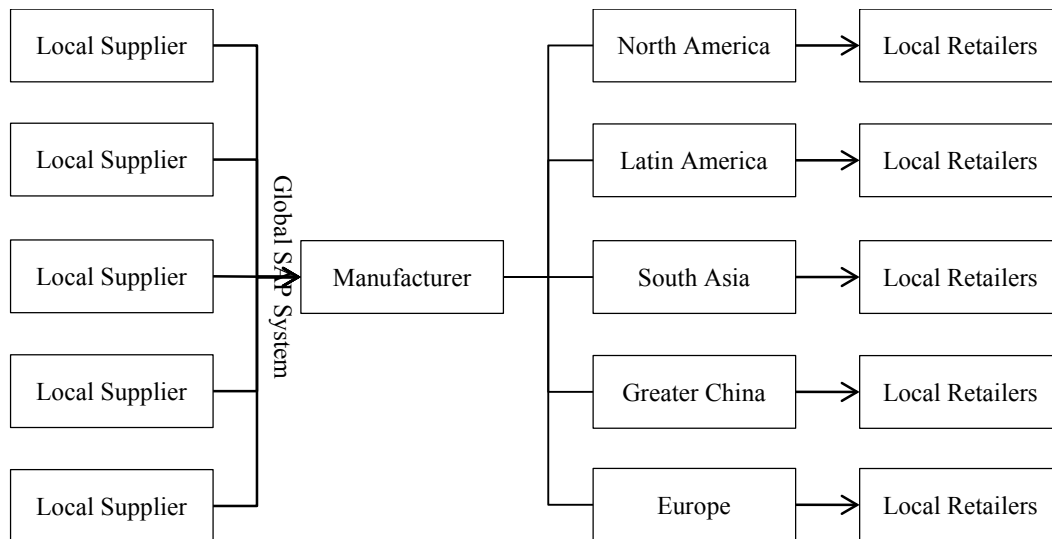 Local Supplier
North America
Local Retailers
Local Supplier
Latin America
Local Retailers
Local Supplier
Global SAP System
Manufacturer
South Asia
Local Retailers
Local Supplier
Greater China
Local Retailers
Local Supplier
Europe
Local Retailers